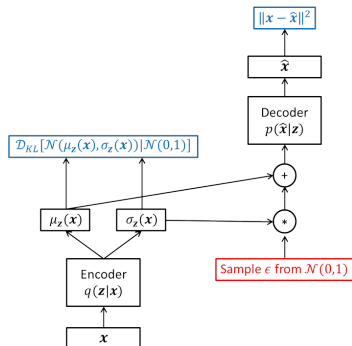 ‖𝒙 − 𝒙̂‖²
𝒙̂
Decoder
p(𝒙̂|𝒛)
𝒟_KL[𝒩(μ_𝐳(𝒙), σ_𝐳(𝒙))|𝒩(0,1)]
+
μ_𝐳(𝒙)
σ_𝐳(𝒙)
*
Encoder
q(𝒛|𝒙)
Sample ϵ from 𝒩(0,1)
𝒙